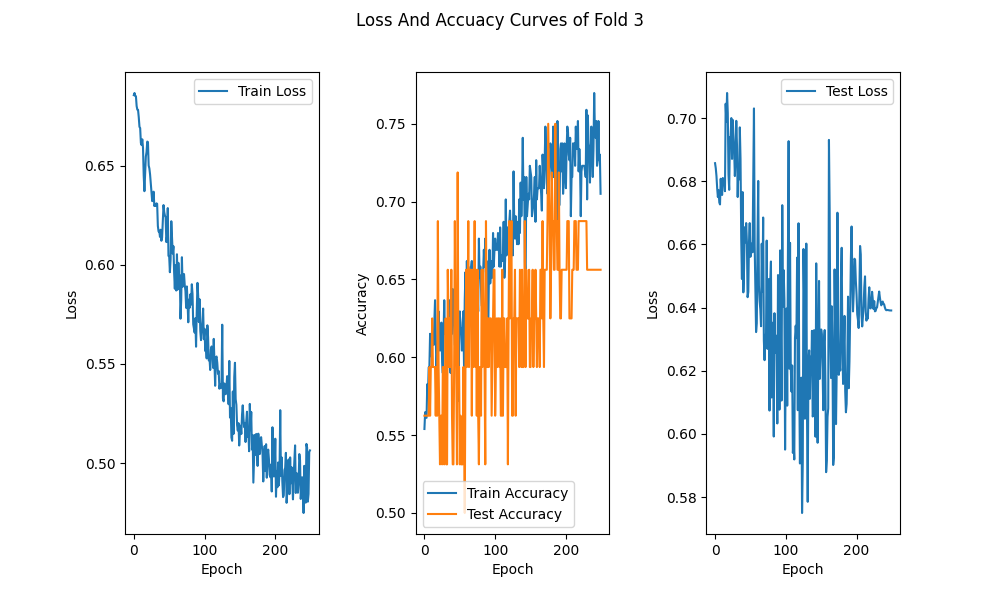 Loss And Accuacy Curves of Fold 3
Train Loss
0.65
0.60
0.55
0.50
Loss
0 100 200
Epoch
0.75
0.70
0.65
0.60
0.55
0.50
Accuracy
Train Accuracy
Test Accuracy
0 100 200
Epoch
Test Loss
0.70
0.68
0.66
0.64
0.62
0.60
0.58
Loss
0 100 200
Epoch